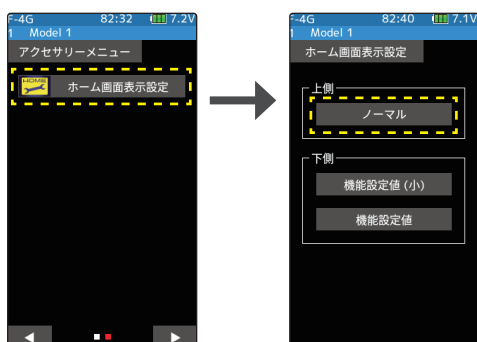 F-4G 82:32 7.2V
1 Model 1
アクセサリーメニュー
HOME ホーム画面表示設定
F-4G 82:40 7.1V
1 Model 1
ホーム画面表示設定
上側
ノーマル
下側
機能設定値 (小)
機能設定値